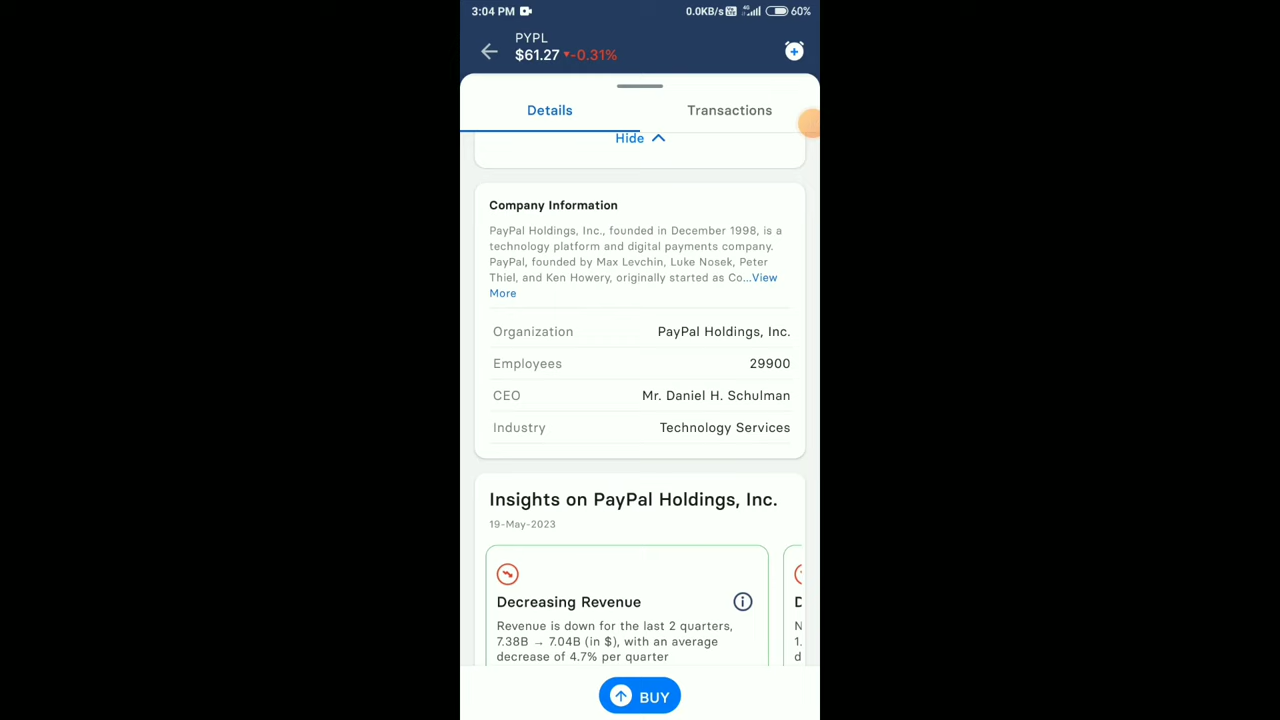 3:04 PM 0.0KB/s 4G 60%
PYPL
$61.27 ▾-0.31%
Details Transactions
Hide
Company Information
PayPal Holdings, Inc., founded in December 1998, is a
technology platform and digital payments company.
PayPal, founded by Max Levchin, Luke Nosek, Peter
Thiel, and Ken Howery, originally started as Co...View
More
Organization PayPal Holdings, Inc.
Employees 29900
CEO Mr. Daniel H. Schulman
Industry Technology Services
Insights on PayPal Holdings, Inc.
19-May-2023
Decreasing Revenue D
Revenue is down for the last 2 quarters, N
7.38B → 7.04B (in $), with an average 1.
decrease of 4.7% per quarter d
BUY